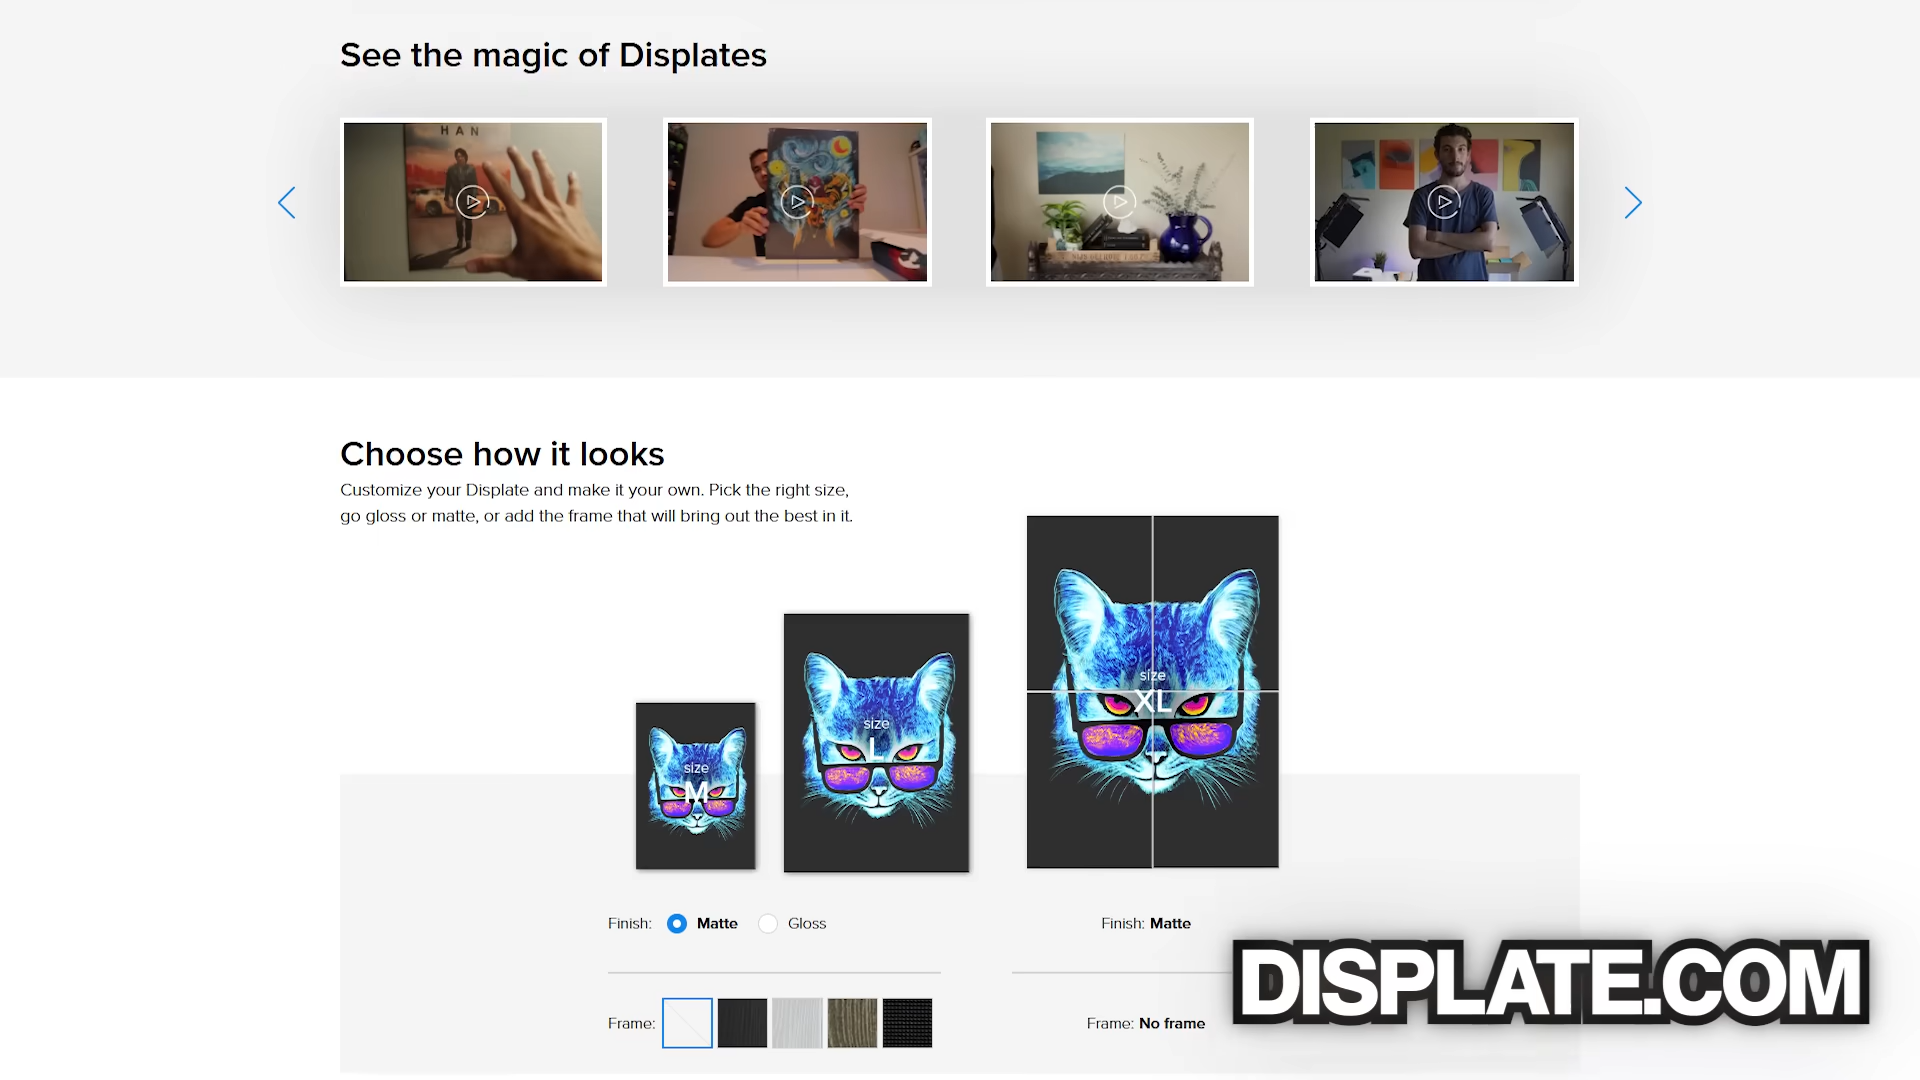 See the magic of Displates
HAN
Choose how it looks
Customize your Displate and make it your own. Pick the right size,
go gloss or matte, or add the frame that will bring out the best in it.
size
M
size
L
size
XL
Finish: Matte Gloss
Finish: Matte
Frame:
Frame: No frame
DISPLATE.COM